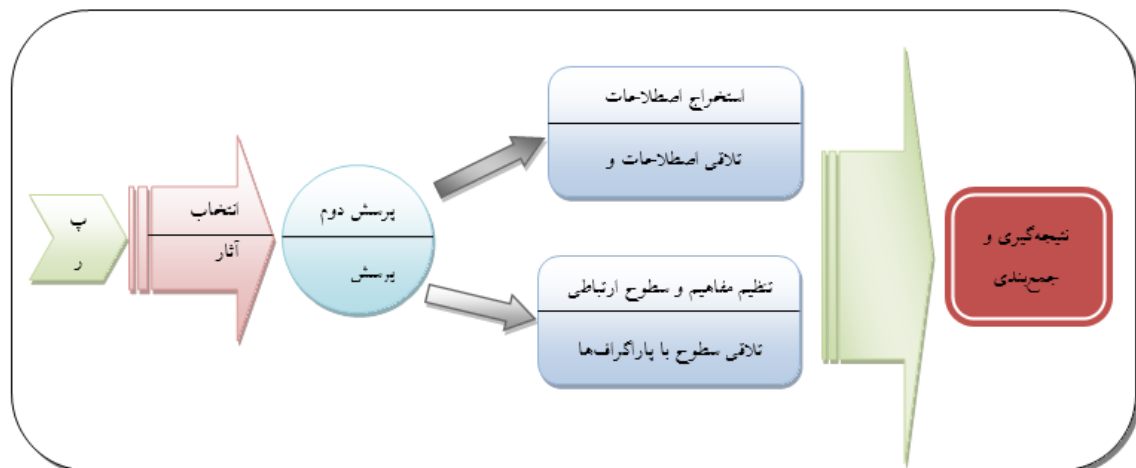 پ
ر
انتخاب
آثار
پرسش دوم
پرسش
استخراج اصطلاحات
تلاقی اصطلاحات و
تنظیم مفاهیم و سطوح ارتباطی
تلاقی سطوح با پاراگراف‌ها
نتیجه‌گیری و
جمع‌بندی